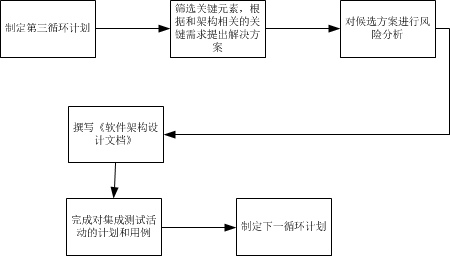 制定第三循环计划
筛选关键元素，根
据和架构相关的关
键需求提出解决方
案
对候选方案进行风
险分析
撰写《软件架构设
计文档》
完成对集成测试活
动的计划和用例
制定下一循环计划